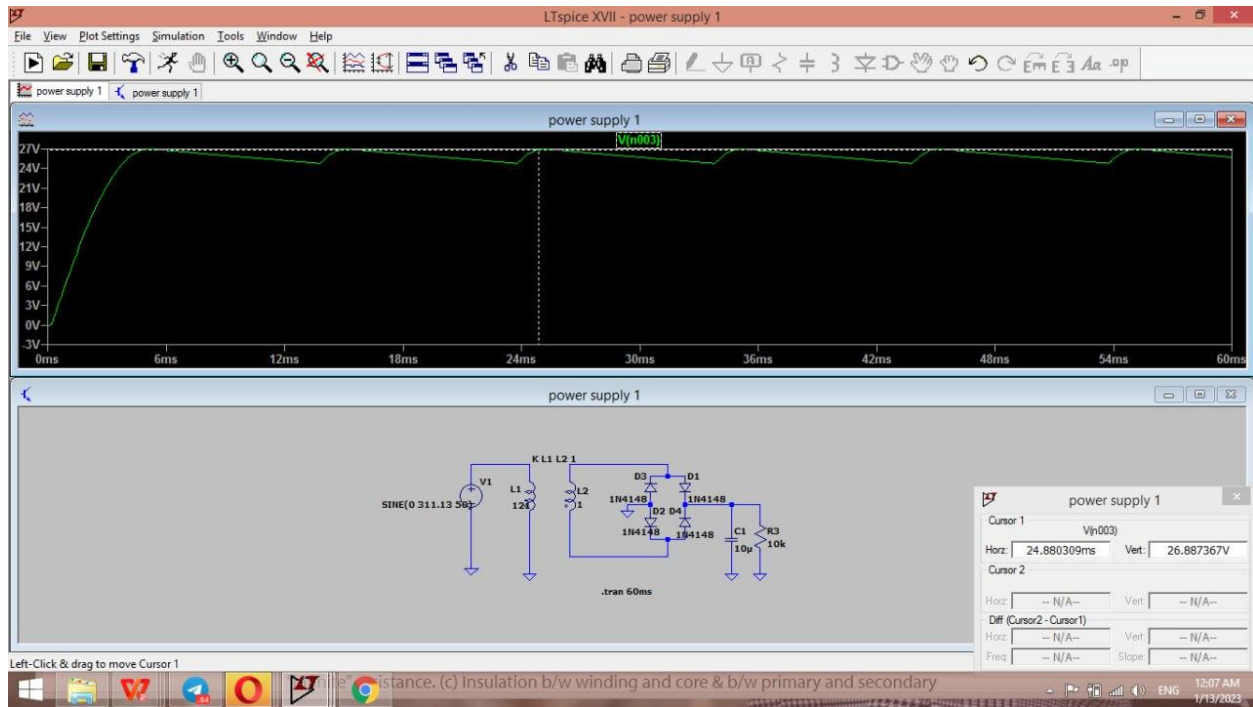 LTspice XVII - power supply 1
File View Plot Settings Simulation Tools Window Help
power supply 1 power supply 1
power supply 1
V(n003)
27V
24V
21V
18V
15V
12V
9V
6V
3V
0V
-3V
0ms 6ms 12ms 18ms 24ms 30ms 36ms 42ms 48ms 54ms 60ms
power supply 1
K L1 L2 1
V1
SINE(0 311.13 50)
L1
121
L2
1
D3
1N4148
D1
1N4148
D2 D4
1N4148
1N4148
C1
10µ
R3
10k
.tran 60ms
power supply 1
Cursor 1
V(n003)
Horz: 24.880309ms Vert: 26.887367V
Cursor 2
Horz: -- N/A-- Vert: -- N/A--
Diff (Cursor2 - Cursor1)
Horz: -- N/A-- Vert: -- N/A--
Freq: -- N/A-- Slope: -- N/A--
Left-Click & drag to move Cursor 1
(c) Insulation b/w winding and core & b/w primary and secondary
ENG
12:07 AM
1/13/2023